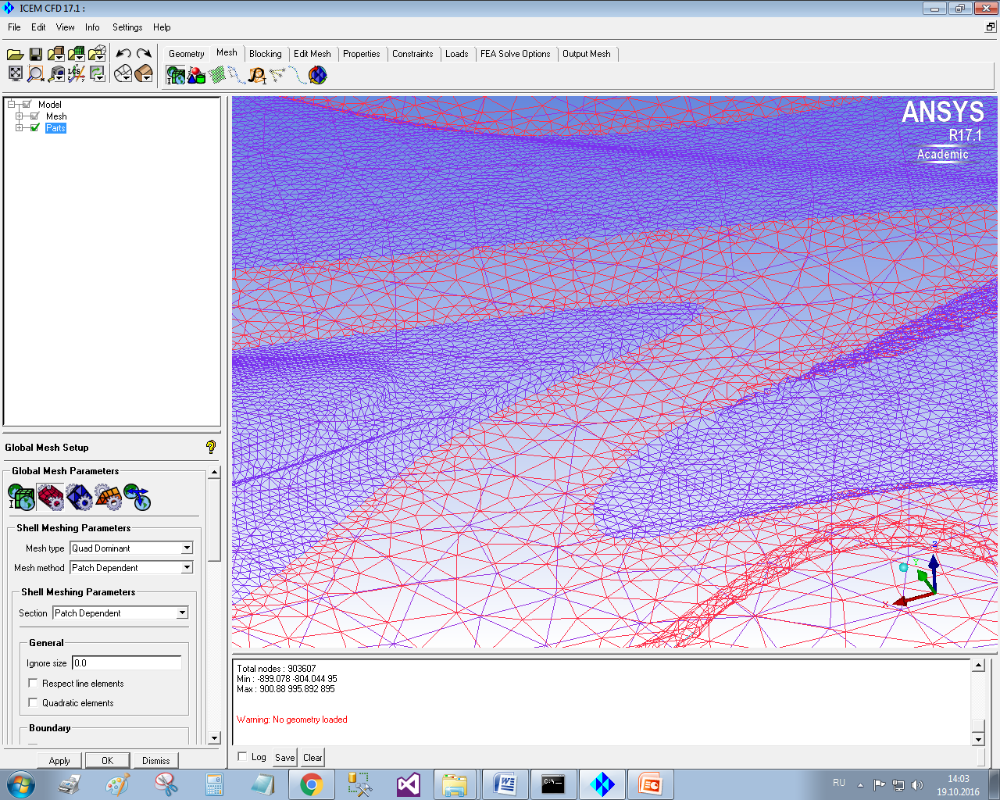 ICEM CFD 17.1 :
File Edit View Info Settings Help
Geometry Mesh Blocking Edit Mesh Properties Constraints Loads FEA Solve Options Output Mesh
LCS
Model
Mesh
Parts
ANSYS
R17.1
Academic
Global Mesh Setup
Global Mesh Parameters
Shell Meshing Parameters
Mesh type Quad Dominant
Mesh method Patch Dependent
Shell Meshing Parameters
Section Patch Dependent
General
Ignore size 0.0
Respect line elements
Quadratic elements
Boundary
Apply OK Dismiss
Z
Y
X
Total nodes : 903607
Min : -899.078 -804.044 95
Max : 900.88 995.892 895
Warning: No geometry loaded
Log Save Clear
RU
14:03
19.10.2016